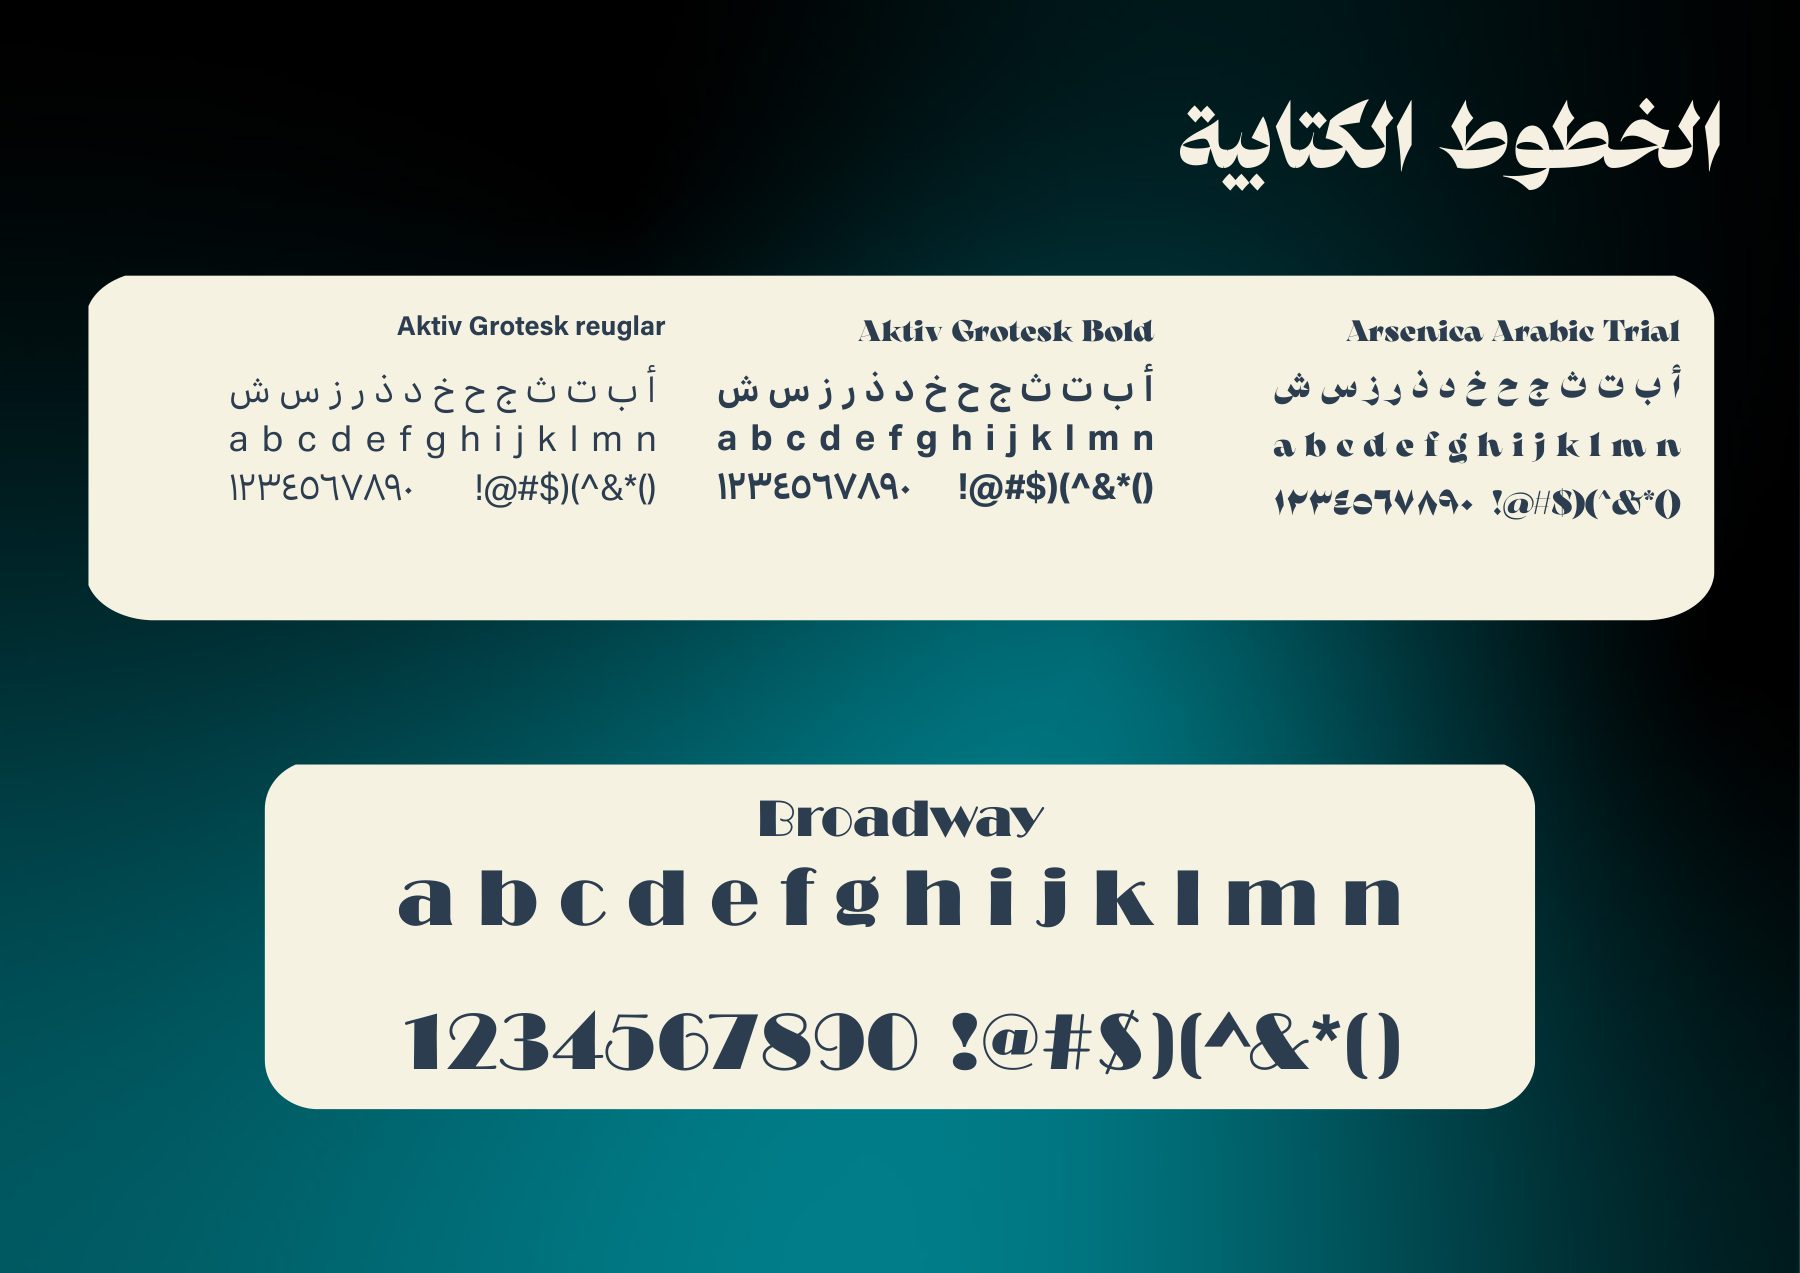 الخطوط الكتابية
Arsenica Arabic Trial
أ ب ت ث ج ح خ د ذ ر ز س ش
a b c d e f g h i j k l m n
١٢٣٤٥٦٧٨٩٠ !@#$)(^&*()
Aktiv Grotesk Bold
أ ب ت ث ج ح خ د ذ ر ز س ش
a b c d e f g h i j k l m n
١٢٣٤٥٦٧٨٩٠ !@#$)(^&*()
Aktiv Grotesk reuglar
أ ب ت ث ج ح خ د ذ ر ز س ش
a b c d e f g h i j k l m n
١٢٣٤٥٦٧٨٩٠ !@#$)(^&*()
Broadway
a b c d e f g h i j k l m n
1234567890 !@#$)(^&*()